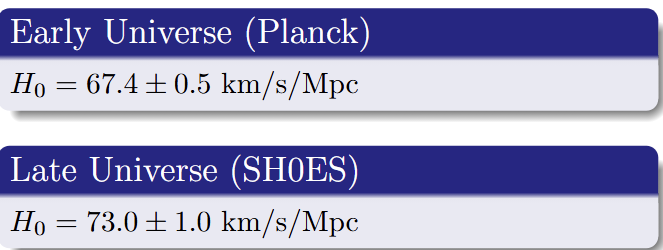 Early Universe (Planck)
H₀ = 67.4 ± 0.5 km/s/Mpc
Late Universe (SH0ES)
H₀ = 73.0 ± 1.0 km/s/Mpc